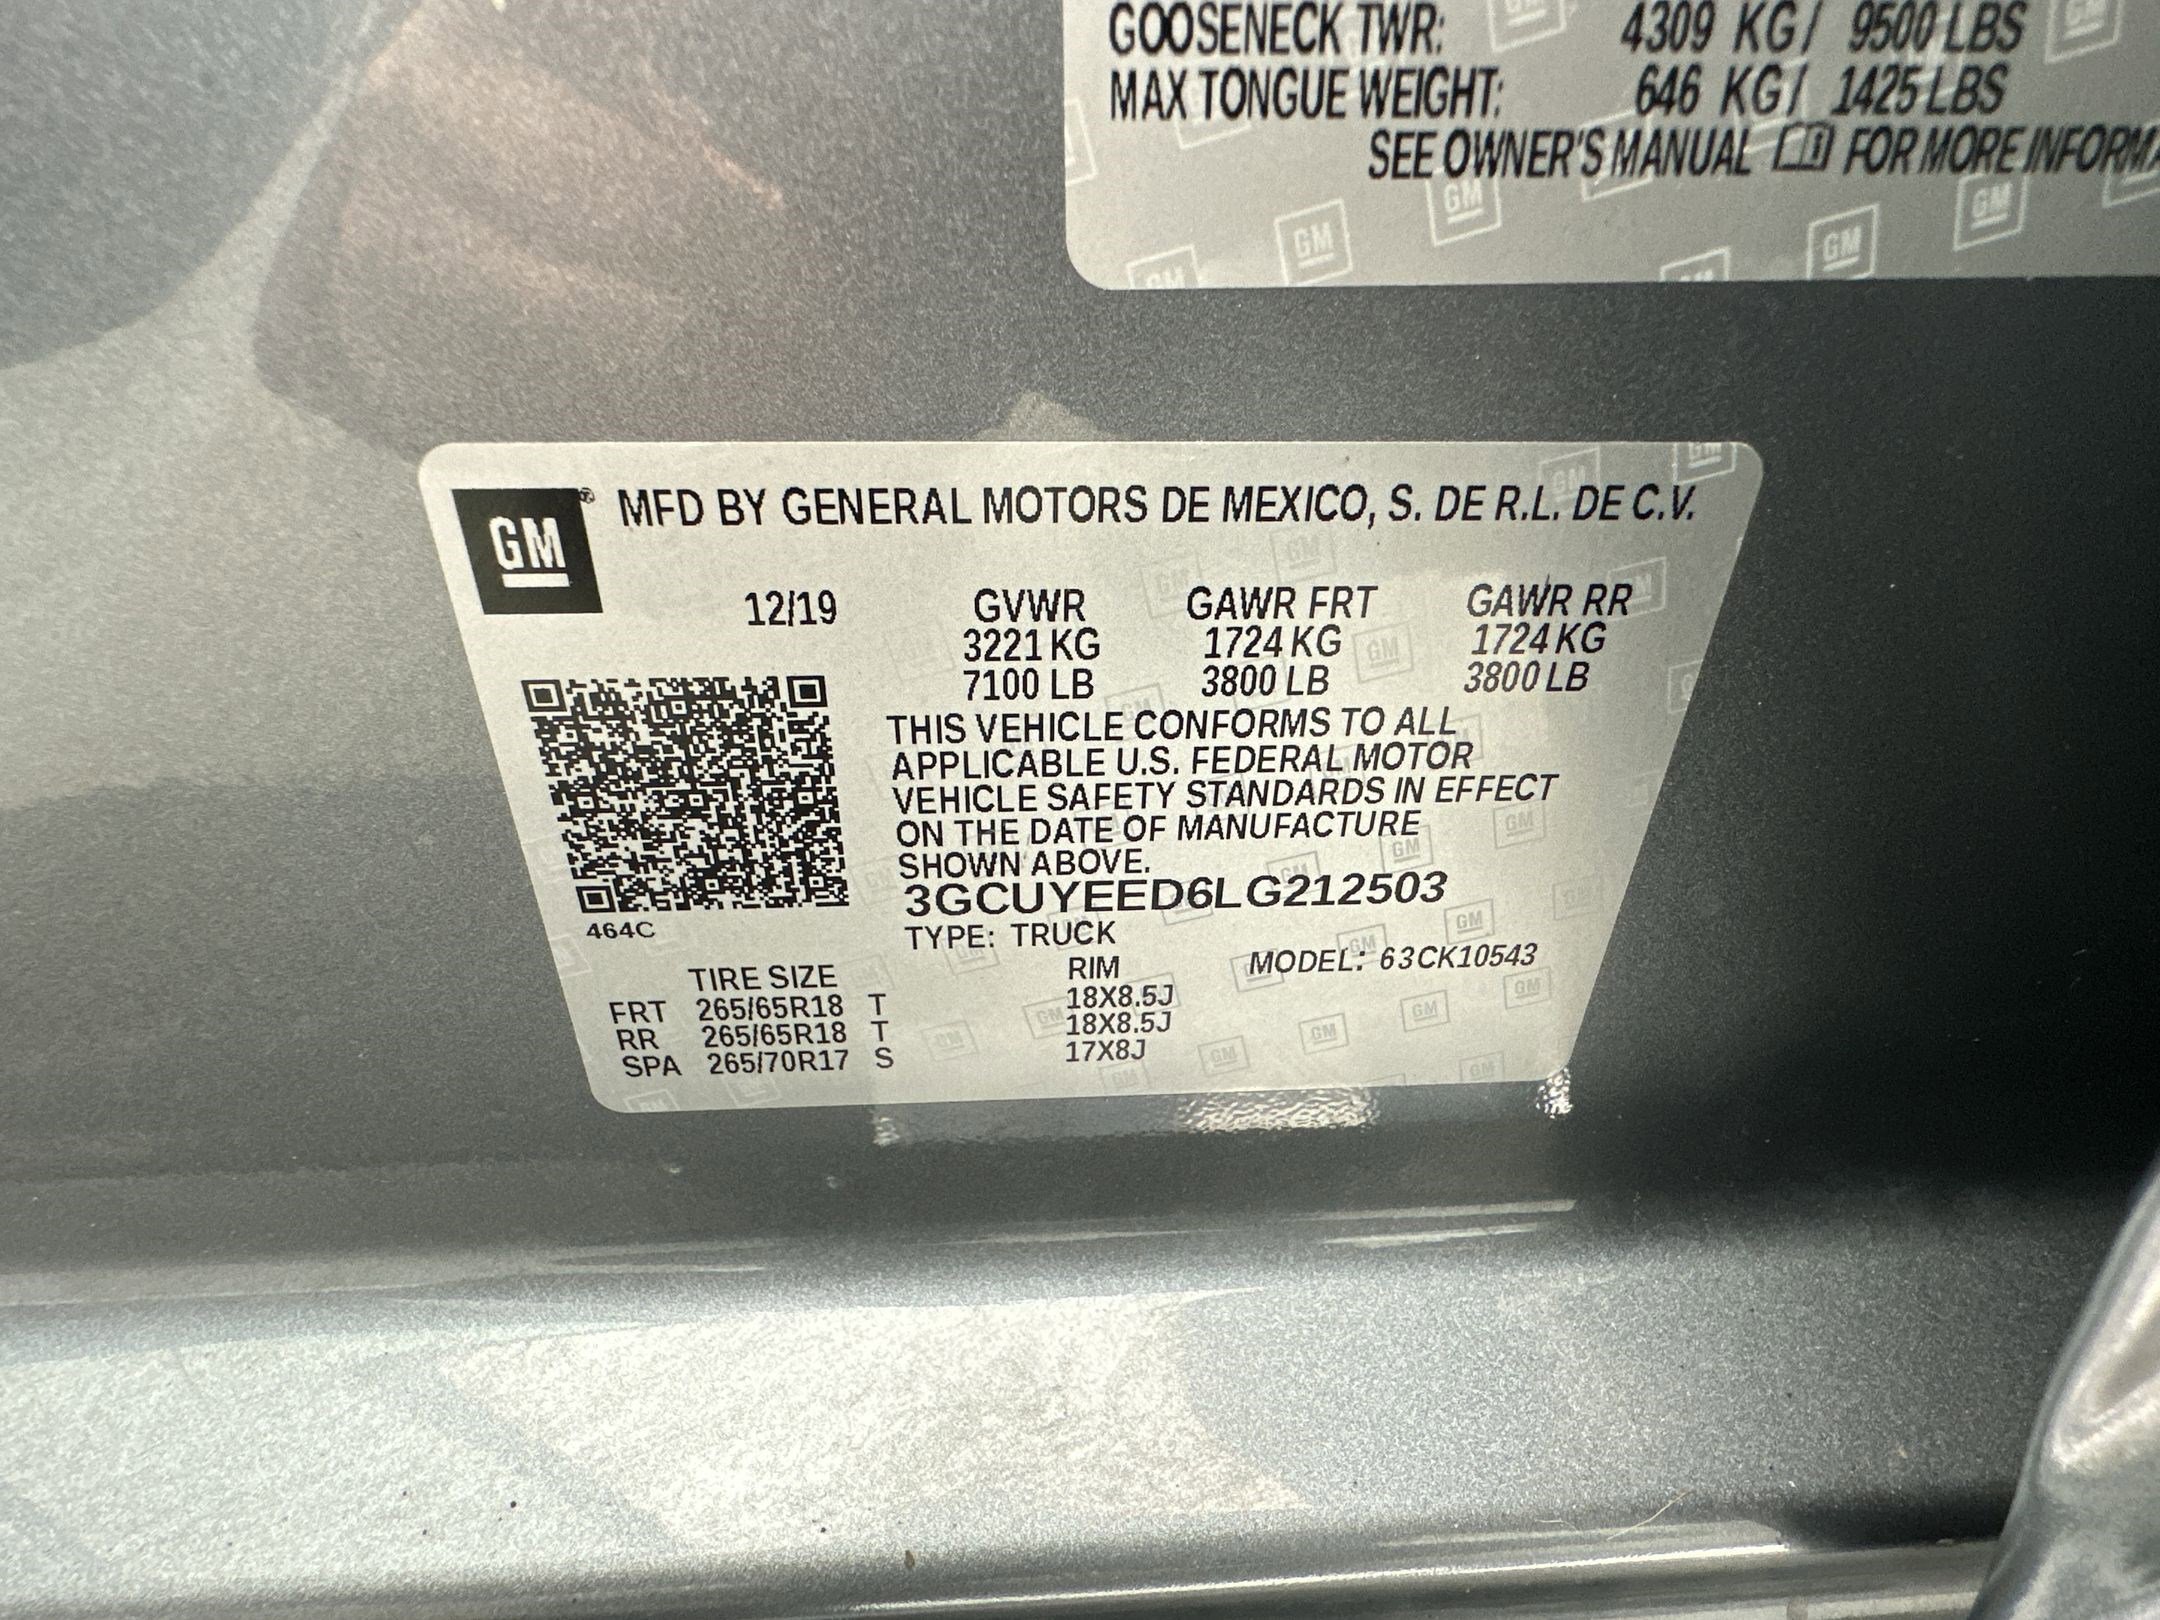 GOOSENECK TWR: 4309 KG/ 9500 LBS
MAX TONGUE WEIGHT: 646 KG/ 1425 LBS
SEE OWNER'S MANUAL FOR MORE
GM ® MFD BY GENERAL MOTORS DE MEXICO, S. DE R.L. DE C.V.
12/19 GVWR GAWR FRT GAWR RR
3221 KG 1724 KG 1724 KG
7100 LB 3800 LB 3800 LB
THIS VEHICLE CONFORMS TO ALL
APPLICABLE U.S. FEDERAL MOTOR
VEHICLE SAFETY STANDARDS IN EFFECT
ON THE DATE OF MANUFACTURE
SHOWN ABOVE.
3GCUYEED6LG212503
464C
TYPE: TRUCK
MODEL: 63CK10543
TIRE SIZE RIM
FRT 265/65R18 T 18X8.5J
RR 265/65R18 T 18X8.5J
SPA 265/70R17 S 17X8J